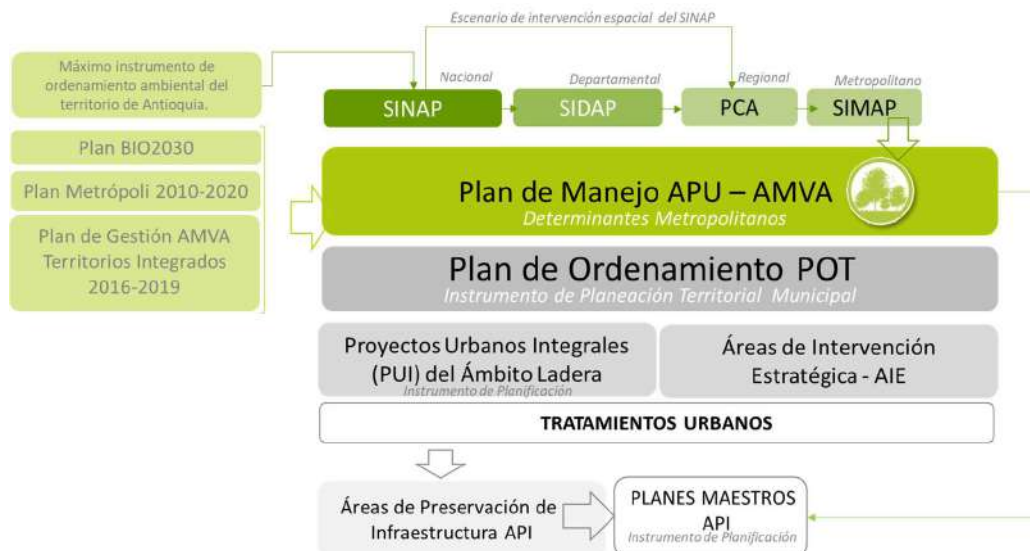 Escenario de intervención espacial del SINAP
Máximo instrumento de
ordenamiento ambiental del
territorio de Antioquia.
Nacional
Departamental
Regional
Metropolitano
SINAP
SIDAP
PCA
SIMAP
Plan BIO2030
Plan Metrópoli 2010-2020
Plan de Gestión AMVA
Territorios Integrados
2016-2019
Plan de Manejo APU – AMVA
Determinantes Metropolitanos
Plan de Ordenamiento POT
Instrumento de Planeación Territorial Municipal
Proyectos Urbanos Integrales
(PUI) del Ámbito Ladera
Instrumento de Planificación
Áreas de Intervención
Estratégica - AIE
TRATAMIENTOS URBANOS
Áreas de Preservación de
Infraestructura API
PLANES MAESTROS
API
Instrumento de Planificación